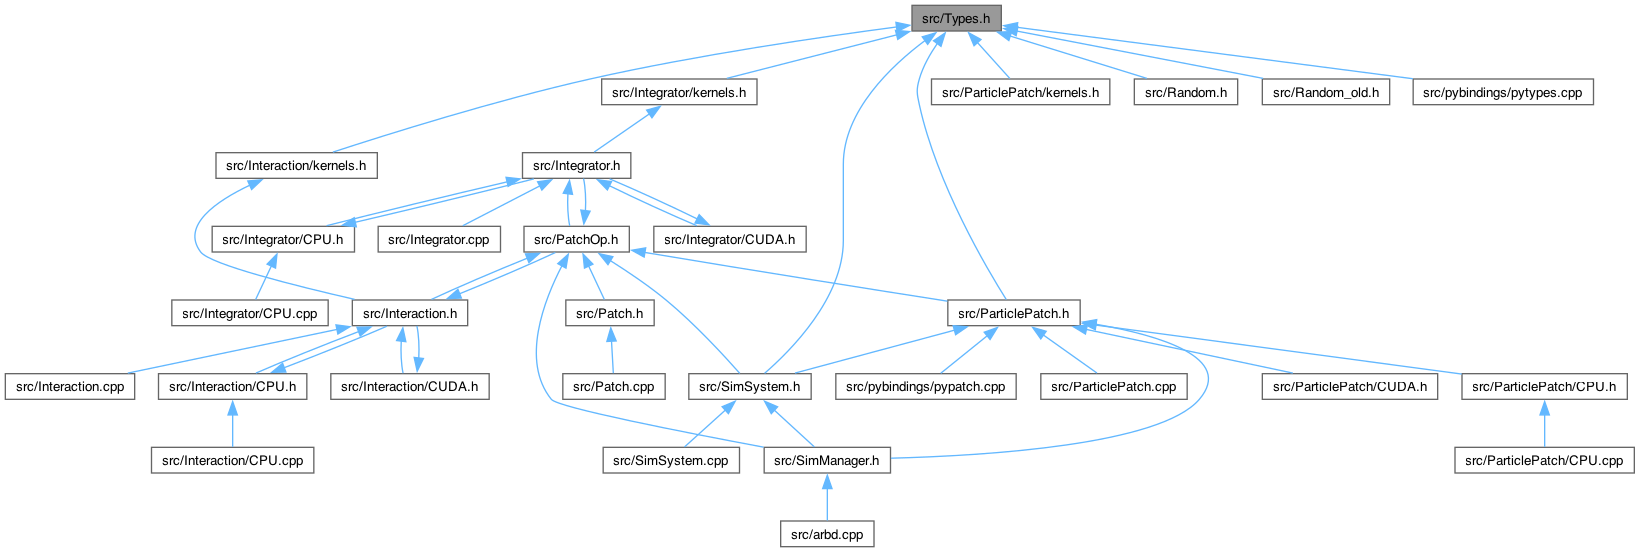 src/Types.h
src/Integrator/kernels.h
src/ParticlePatch/kernels.h
src/Random.h
src/Random_old.h
src/pybindings/pytypes.cpp
src/Interaction/kernels.h
src/Integrator.h
src/Integrator/CPU.h
src/Integrator.cpp
src/PatchOp.h
src/Integrator/CUDA.h
src/Integrator/CPU.cpp
src/Interaction.h
src/Patch.h
src/ParticlePatch.h
src/Interaction.cpp
src/Interaction/CPU.h
src/Interaction/CUDA.h
src/Patch.cpp
src/SimSystem.h
src/pybindings/pypatch.cpp
src/ParticlePatch.cpp
src/ParticlePatch/CUDA.h
src/ParticlePatch/CPU.h
src/Interaction/CPU.cpp
src/SimSystem.cpp
src/SimManager.h
src/ParticlePatch/CPU.cpp
src/arbd.cpp